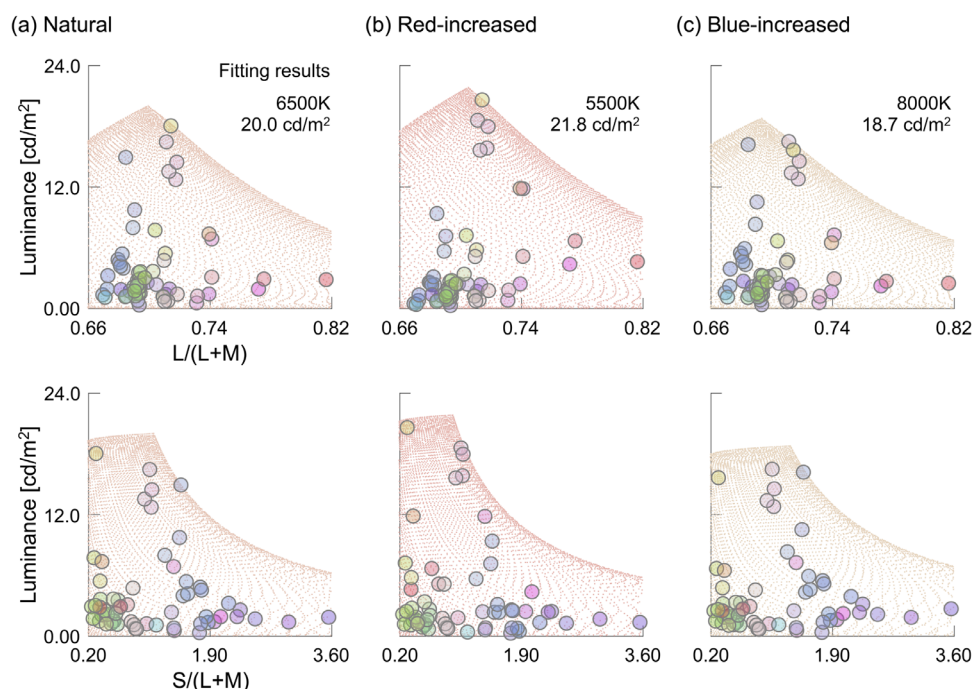 (a) Natural
(b) Red-increased
(c) Blue-increased
24.0
Fitting results
6500K
20.0 cd/m²
5500K
21.8 cd/m²
8000K
18.7 cd/m²
12.0
Luminance [cd/m²]
0.00
0.66 0.74 0.82
0.66 0.74 0.82
0.66 0.74 0.82
L/(L+M)
24.0
12.0
Luminance [cd/m²]
0.00
0.20 1.90 3.60
0.20 1.90 3.60
0.20 1.90 3.60
S/(L+M)